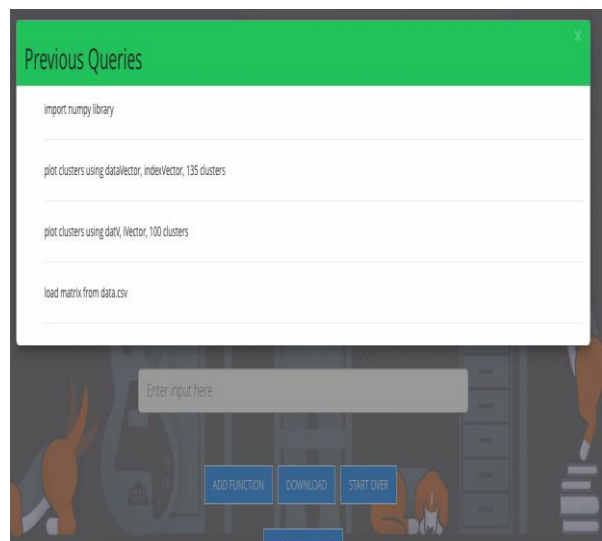 X
Previous Queries
import numpy library
plot clusters using dataVector, indexVector, 135 clusters
plot clusters using datV, iVector, 100 clusters
load matrix from data.csv
Enter input here
ADD FUNCTION DOWNLOAD START OVER